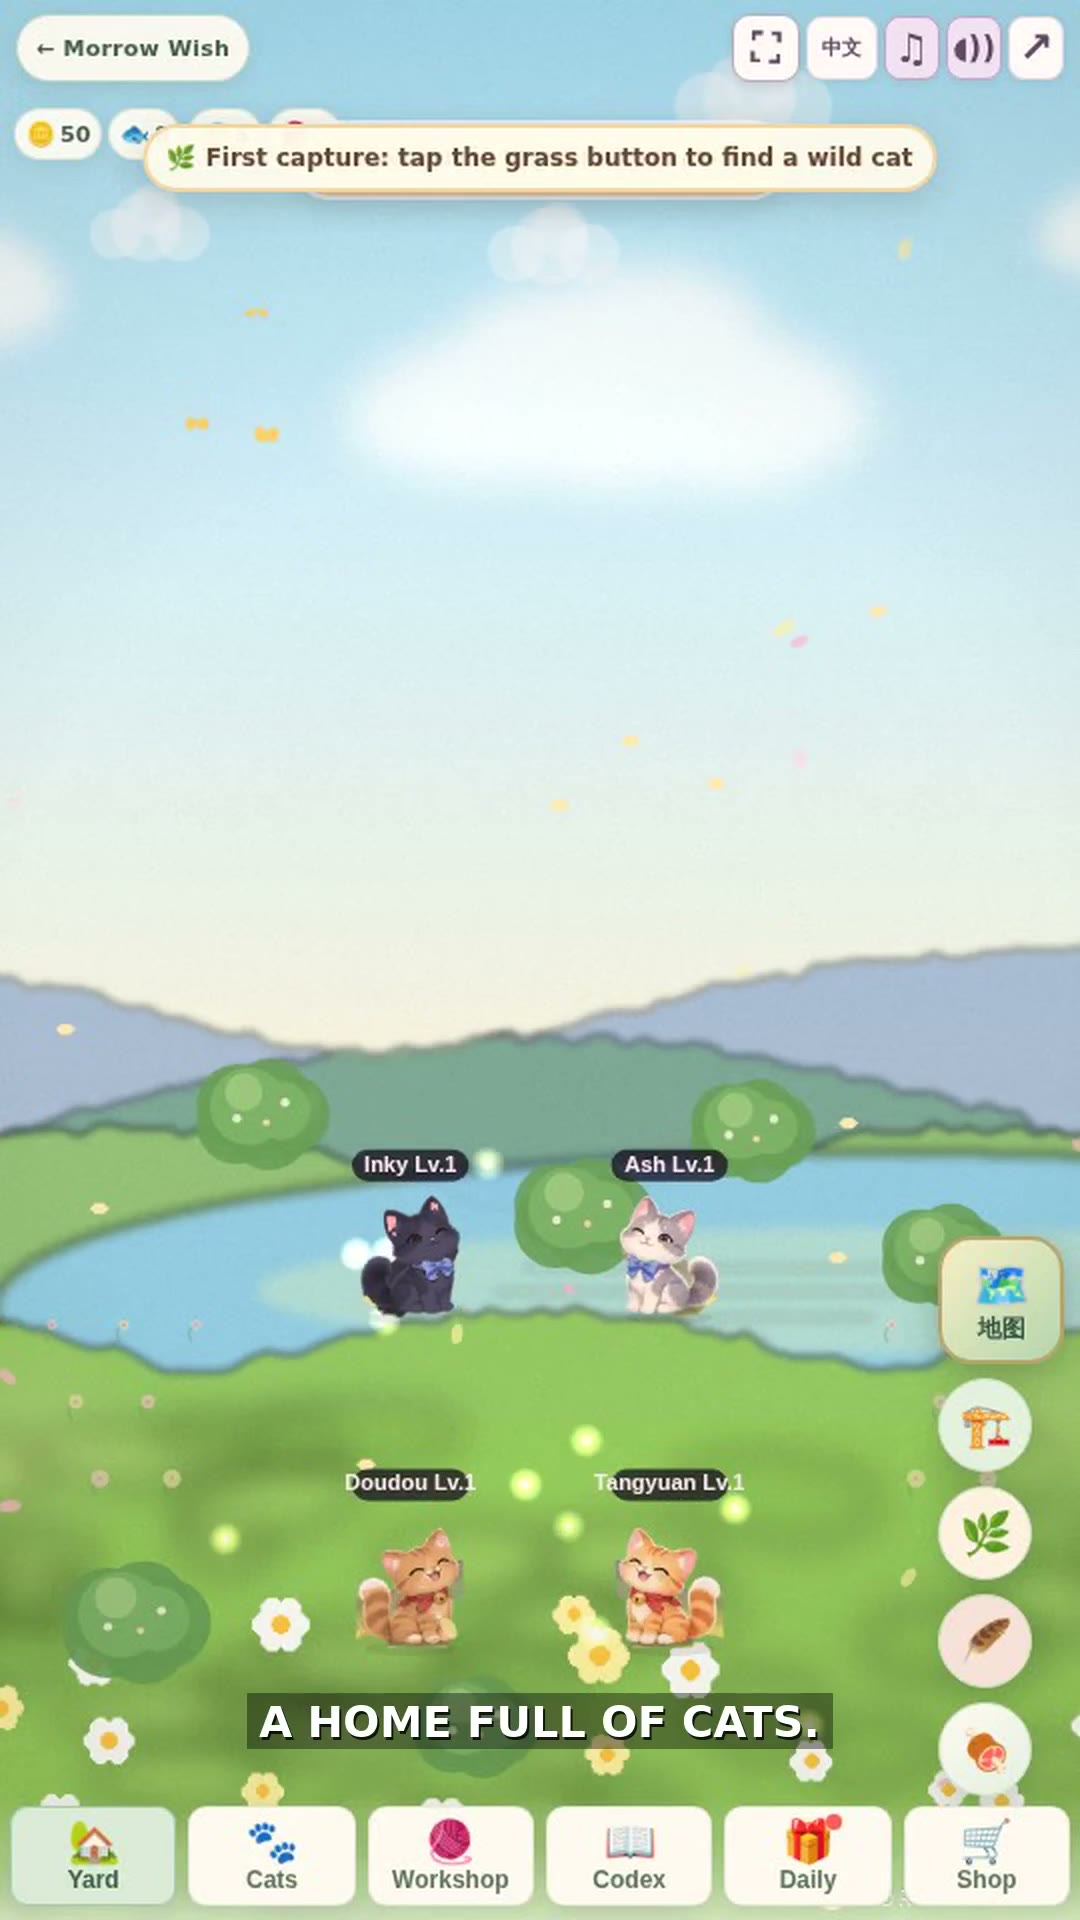 ← Morrow Wish
中文
50
First capture: tap the grass button to find a wild cat
Inky Lv.1
Ash Lv.1
地图
Doudou Lv.1
Tangyuan Lv.1
A HOME FULL OF CATS.
Yard
Cats
Workshop
Codex
Daily
Shop